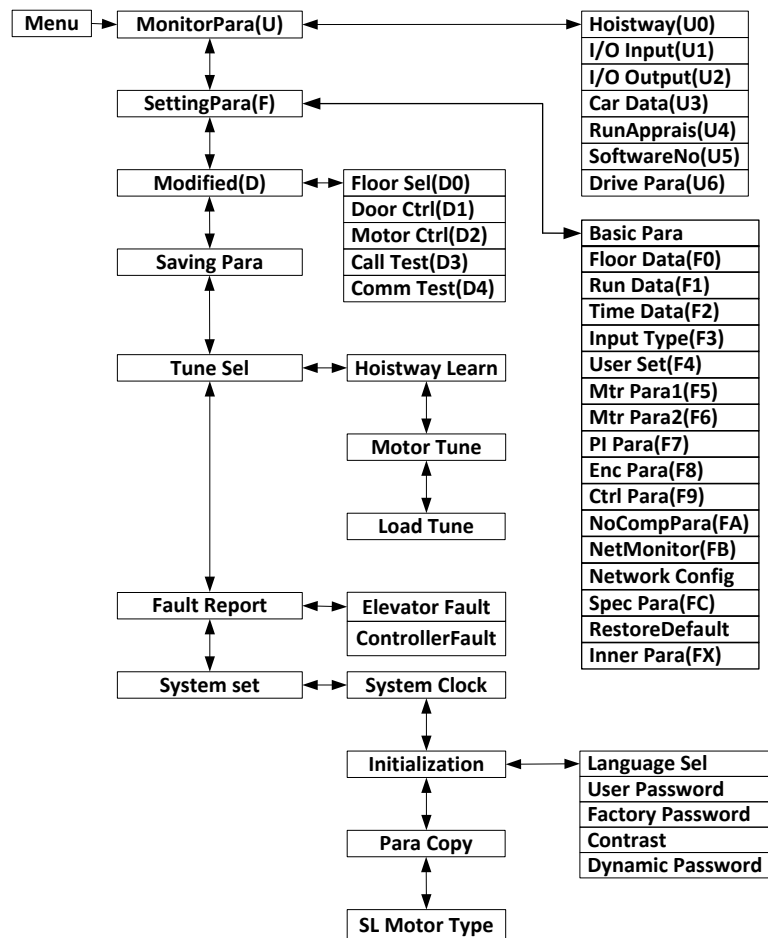 Menu
MonitorPara(U)
Hoistway(U0)
I/O Input(U1)
I/O Output(U2)
Car Data(U3)
RunApprais(U4)
SoftwareNo(U5)
Drive Para(U6)
SettingPara(F)
Basic Para
Floor Data(F0)
Run Data(F1)
Time Data(F2)
Input Type(F3)
User Set(F4)
Mtr Para1(F5)
Mtr Para2(F6)
PI Para(F7)
Enc Para(F8)
Ctrl Para(F9)
NoCompPara(FA)
NetMonitor(FB)
Network Config
Spec Para(FC)
RestoreDefault
Inner Para(FX)
Modified(D)
Floor Sel(D0)
Door Ctrl(D1)
Motor Ctrl(D2)
Call Test(D3)
Comm Test(D4)
Saving Para
Tune Sel
Hoistway Learn
Motor Tune
Load Tune
Fault Report
Elevator Fault
ControllerFault
System set
System Clock
Initialization
Language Sel
User Password
Factory Password
Contrast
Dynamic Password
Para Copy
SL Motor Type